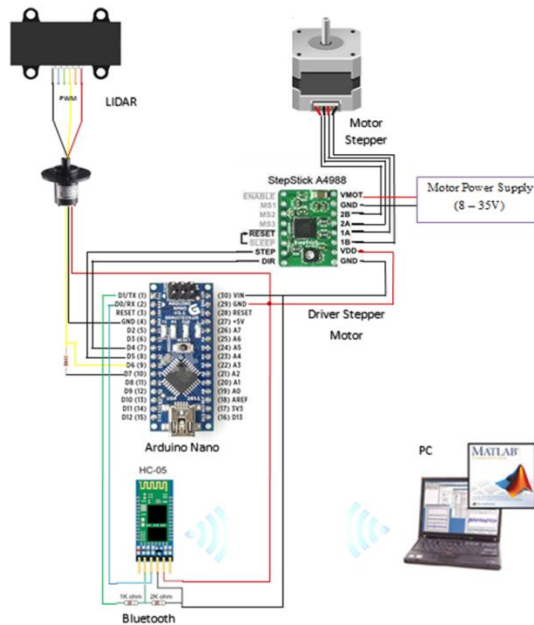 PWM
LIDAR
Motor
Stepper
StepStick A4988
ENABLE
MS1
MS2
MS3
RESET
SLEEP
STEP
DIR
VMOT
GND
2B
2A
1A
1B
VDD
GND
Motor Power Supply
(8 – 35V)
Driver Stepper
Motor
D1/TX (1)
D0/RX (2)
RESET (3)
GND (4)
D2 (5)
D3 (6)
D4 (7)
D5 (8)
D6 (9)
D7 (10)
D8 (11)
D9 (12)
D10 (13)
D11 (14)
D12 (15)
(30) VIN
(29) GND
(28) RESET
(27) +5V
(26) A7
(25) A6
(24) A5
(23) A4
(22) A3
(21) A2
(20) A1
(19) A0
(18) AREF
(17) 3V3
(16) D13
Arduino Nano
HC-05
1K ohm
2K ohm
Bluetooth
PC
MATLAB